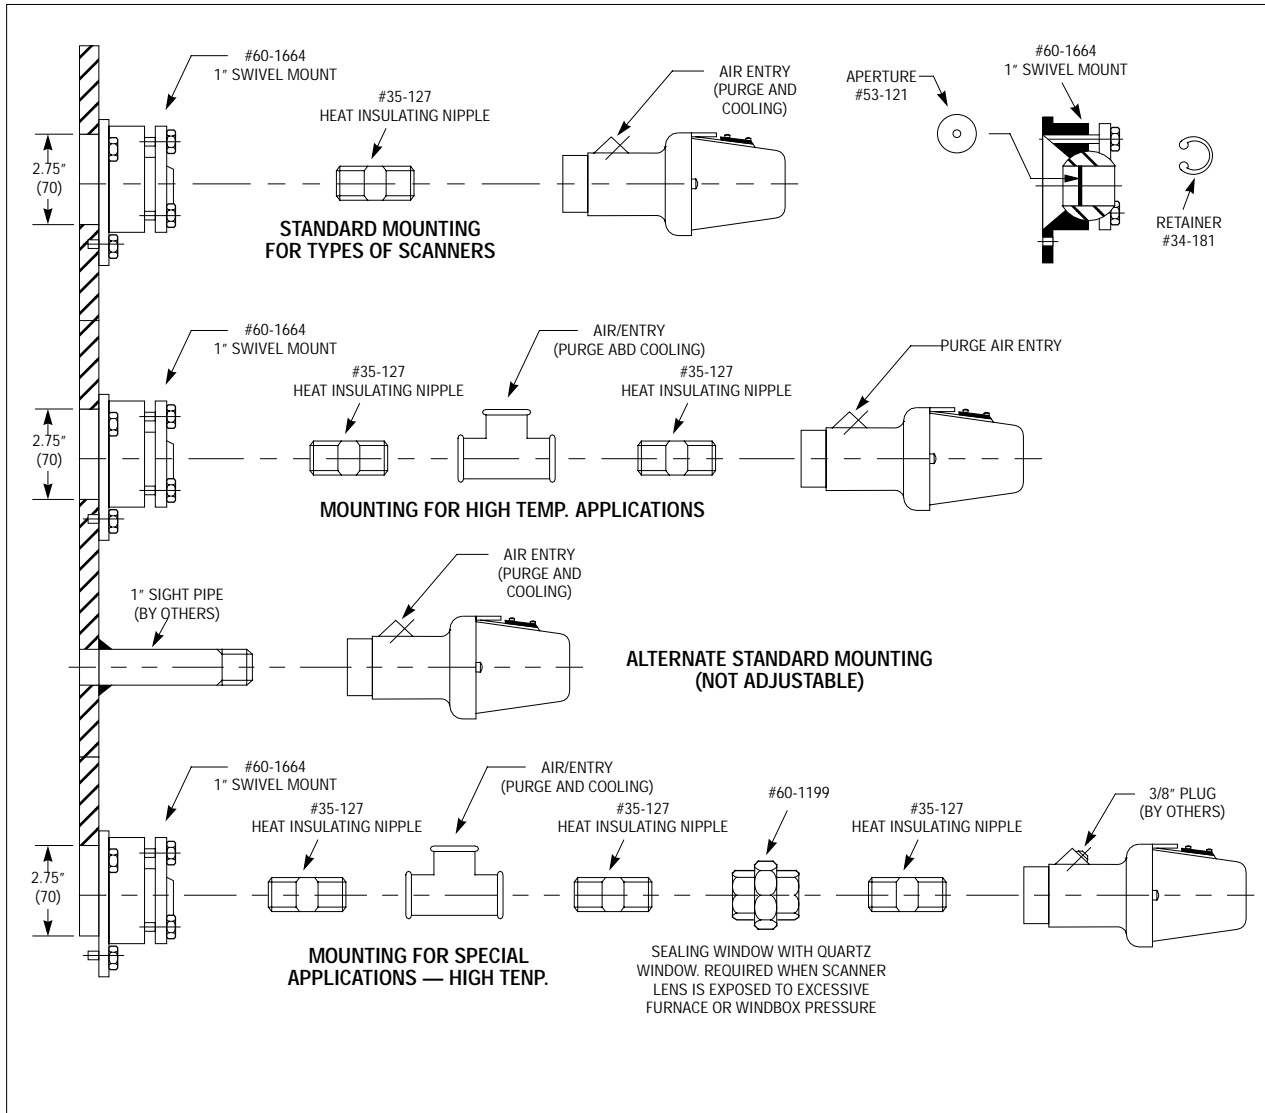 #60-1664
1" SWIVEL MOUNT
#35-127
HEAT INSULATING NIPPLE
AIR ENTRY
(PURGE AND
COOLING)
APERTURE
#53-121
#60-1664
1" SWIVEL MOUNT
RETAINER
#34-181
2.75"
(70)
STANDARD MOUNTING
FOR TYPES OF SCANNERS
#60-1664
1" SWIVEL MOUNT
#35-127
HEAT INSULATING NIPPLE
AIR/ENTRY
(PURGE ABD COOLING)
#35-127
HEAT INSULATING NIPPLE
PURGE AIR ENTRY
2.75"
(70)
MOUNTING FOR HIGH TEMP. APPLICATIONS
1" SIGHT PIPE
(BY OTHERS)
AIR ENTRY
(PURGE AND
COOLING)
ALTERNATE STANDARD MOUNTING
(NOT ADJUSTABLE)
#60-1664
1" SWIVEL MOUNT
#35-127
HEAT INSULATING NIPPLE
AIR/ENTRY
(PURGE AND COOLING)
#35-127
HEAT INSULATING NIPPLE
#60-1199
#35-127
HEAT INSULATING NIPPLE
3/8" PLUG
(BY OTHERS)
2.75"
(70)
MOUNTING FOR SPECIAL
APPLICATIONS — HIGH TENP.
SEALING WINDOW WITH QUARTZ
WINDOW. REQUIRED WHEN SCANNER
LENS IS EXPOSED TO EXCESSIVE
FURNACE OR WINDBOX PRESSURE